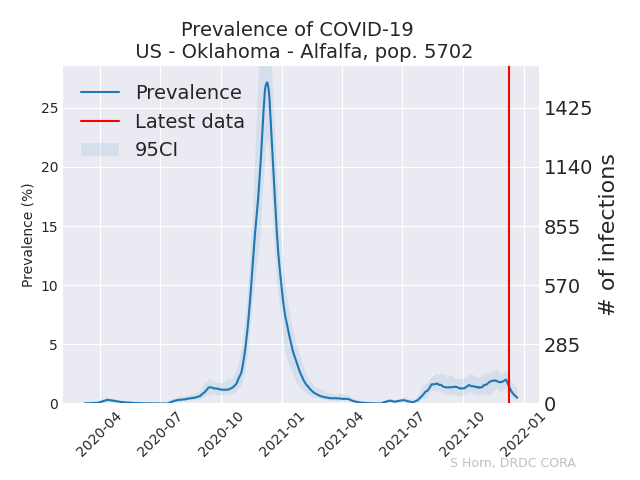 Prevalence of COVID-19
US - Oklahoma - Alfalfa, pop. 5702
Prevalence
Latest data
95CI
Prevalence (%)
25
20
15
10
5
0
1425
1140
855
570
285
0
# of infections
2020-04
2020-07
2020-10
2021-01
2021-04
2021-07
2021-10
2022-01
S Horn, DRDC CORA